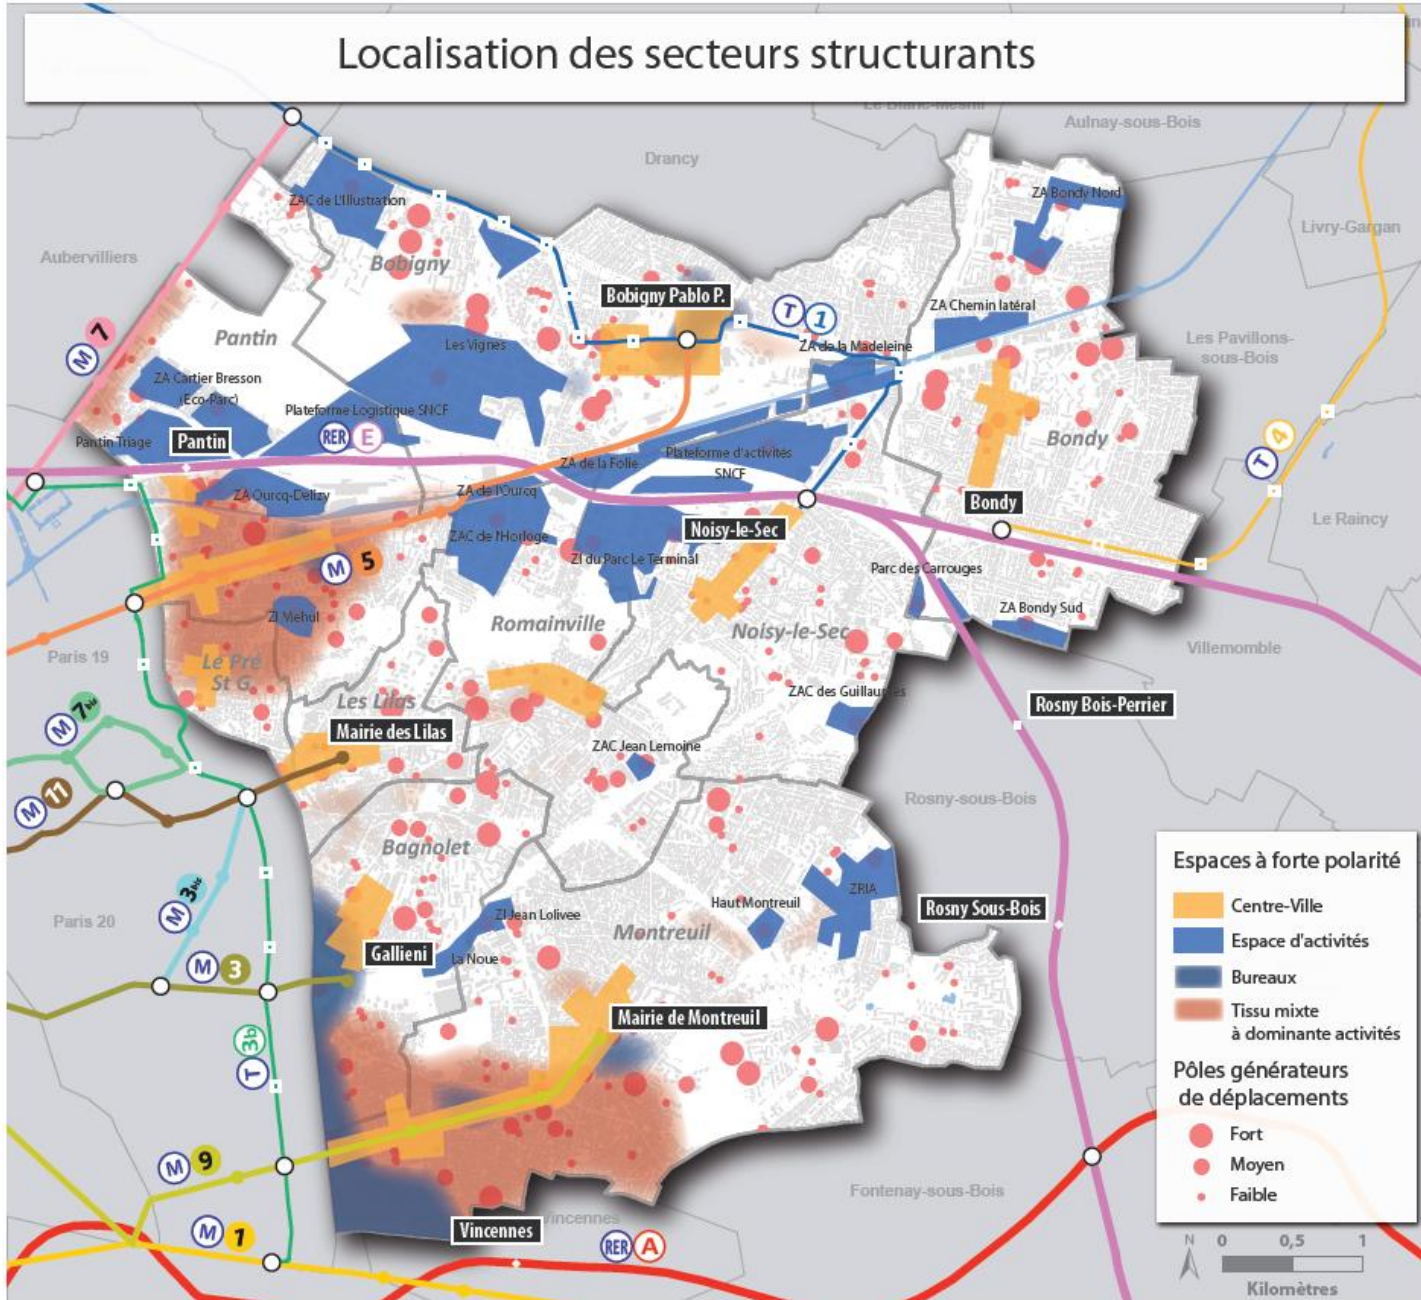 Localisation des secteurs structurants
Le Blanc-Mesnil
Aulnay-sous-Bois
Drancy
ZA Bondy Nord
ZAC de L'Illustration
Livry-Gargan
Aubervilliers
Bobigny
Bobigny Pablo P.
ZA Chemin latéral
T 1
M 7
Pantin
Les Vignes
ZA de la Madeleine
Les Pavillons-
sous-Bois
ZA Cartier Bresson
(Eco-Parc)
Plateforme Logistique SNCF
Pantin Triage
Pantin
RER E
Bondy
T 4
Plateforme d'activités
SNCF
ZA de la Folie
ZA Ourcq-Delizy
ZA de l'Ourcq
Bondy
Le Raincy
Noisy-le-Sec
ZAC de l'Horloge
M 5
ZI du Parc Le Terminal
Parc des Carrouges
ZI Mehul
ZA Bondy Sud
Romainville
Noisy-le-Sec
Paris 19
Le Pré
St G.
Villemomble
ZAC des Guillaumes
Les Lilas
Rosny Bois-Perrier
M 7bis
Mairie des Lilas
ZAC Jean Lemoine
M 11
Rosny-sous-Bois
Bagnolet
Espaces à forte polarité
M 3bis
Paris 20
ZRIA
Haut Montreuil
Centre-Ville
ZI Jean Lolivee
Rosny Sous-Bois
Montreuil
Espace d'activités
Gallieni
La Noue
M 3
Bureaux
Mairie de Montreuil
Tissu mixte
à dominante activités
T 3b
Pôles générateurs
de déplacements
Fort
M 9
Moyen
Fontenay-sous-Bois
Faible
Vincennes
Vincennes
M 1
RER A
N
0 0,5 1
Kilomètres